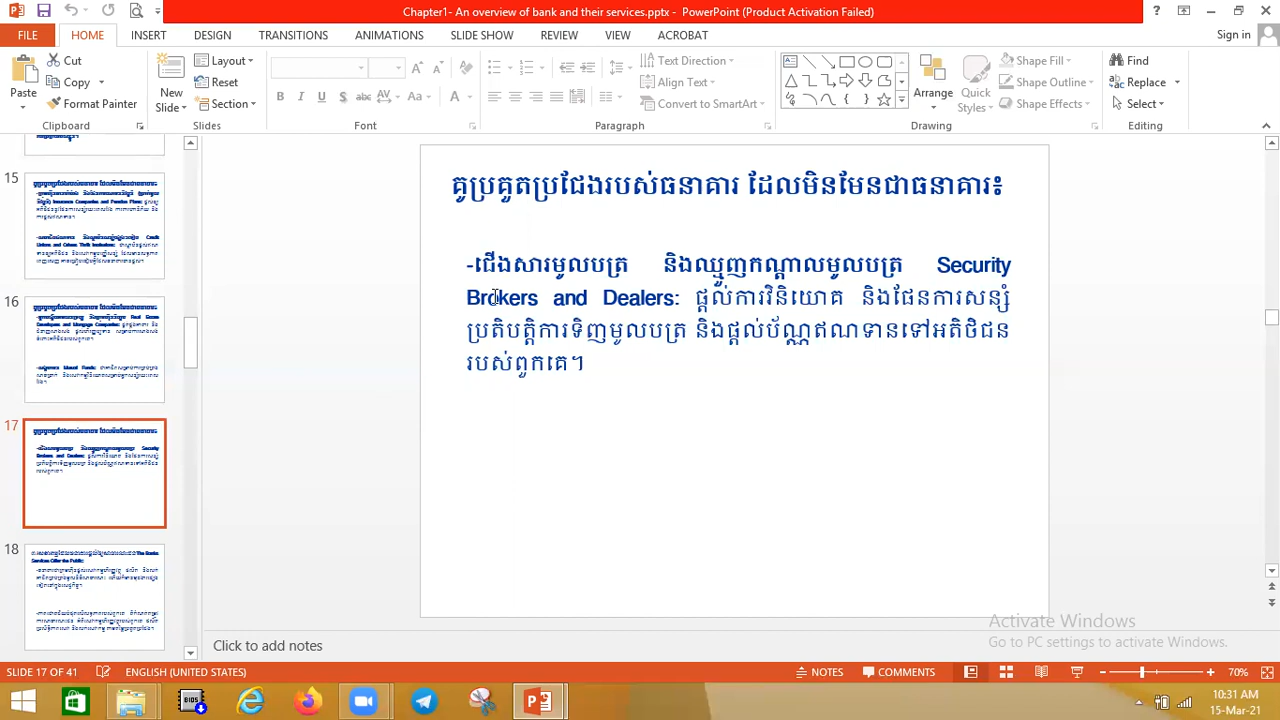 Chapter1- An overview of bank and their services.pptx - PowerPoint (Product Activation Failed)
FILE HOME INSERT DESIGN TRANSITIONS ANIMATIONS SLIDE SHOW REVIEW VIEW ACROBAT Sign in
Paste Cut Copy Format Painter
Clipboard
New Slide Layout Reset Section
Slides
Font
Text Direction Align Text Convert to SmartArt
Paragraph
Arrange Quick Styles Shape Fill Shape Outline Shape Effects
Drawing
Find Replace Select
Editing
15
16
17
18
គូប្រគួតប្រជែងរបស់ធនាគារ ដែលមិនមែនជាធនាគារ៖
-ជើងសារមូលបត្រ និងឈ្មួញកណ្តាលមូលបត្រ Security
Brokers and Dealers: ផ្តល់ការវិនិយោគ និងផែនការសន្សំ
ប្រតិបត្តិការទិញមូលបត្រ និងផ្តល់ប័ណ្ណឥណទានទៅអតិថិជន
របស់ពួកគេ។
Activate Windows
Go to PC settings to activate Windows.
Click to add notes
SLIDE 17 OF 41 ENGLISH (UNITED STATES) NOTES COMMENTS 70%
BIOS
10:31 AM
15-Mar-21